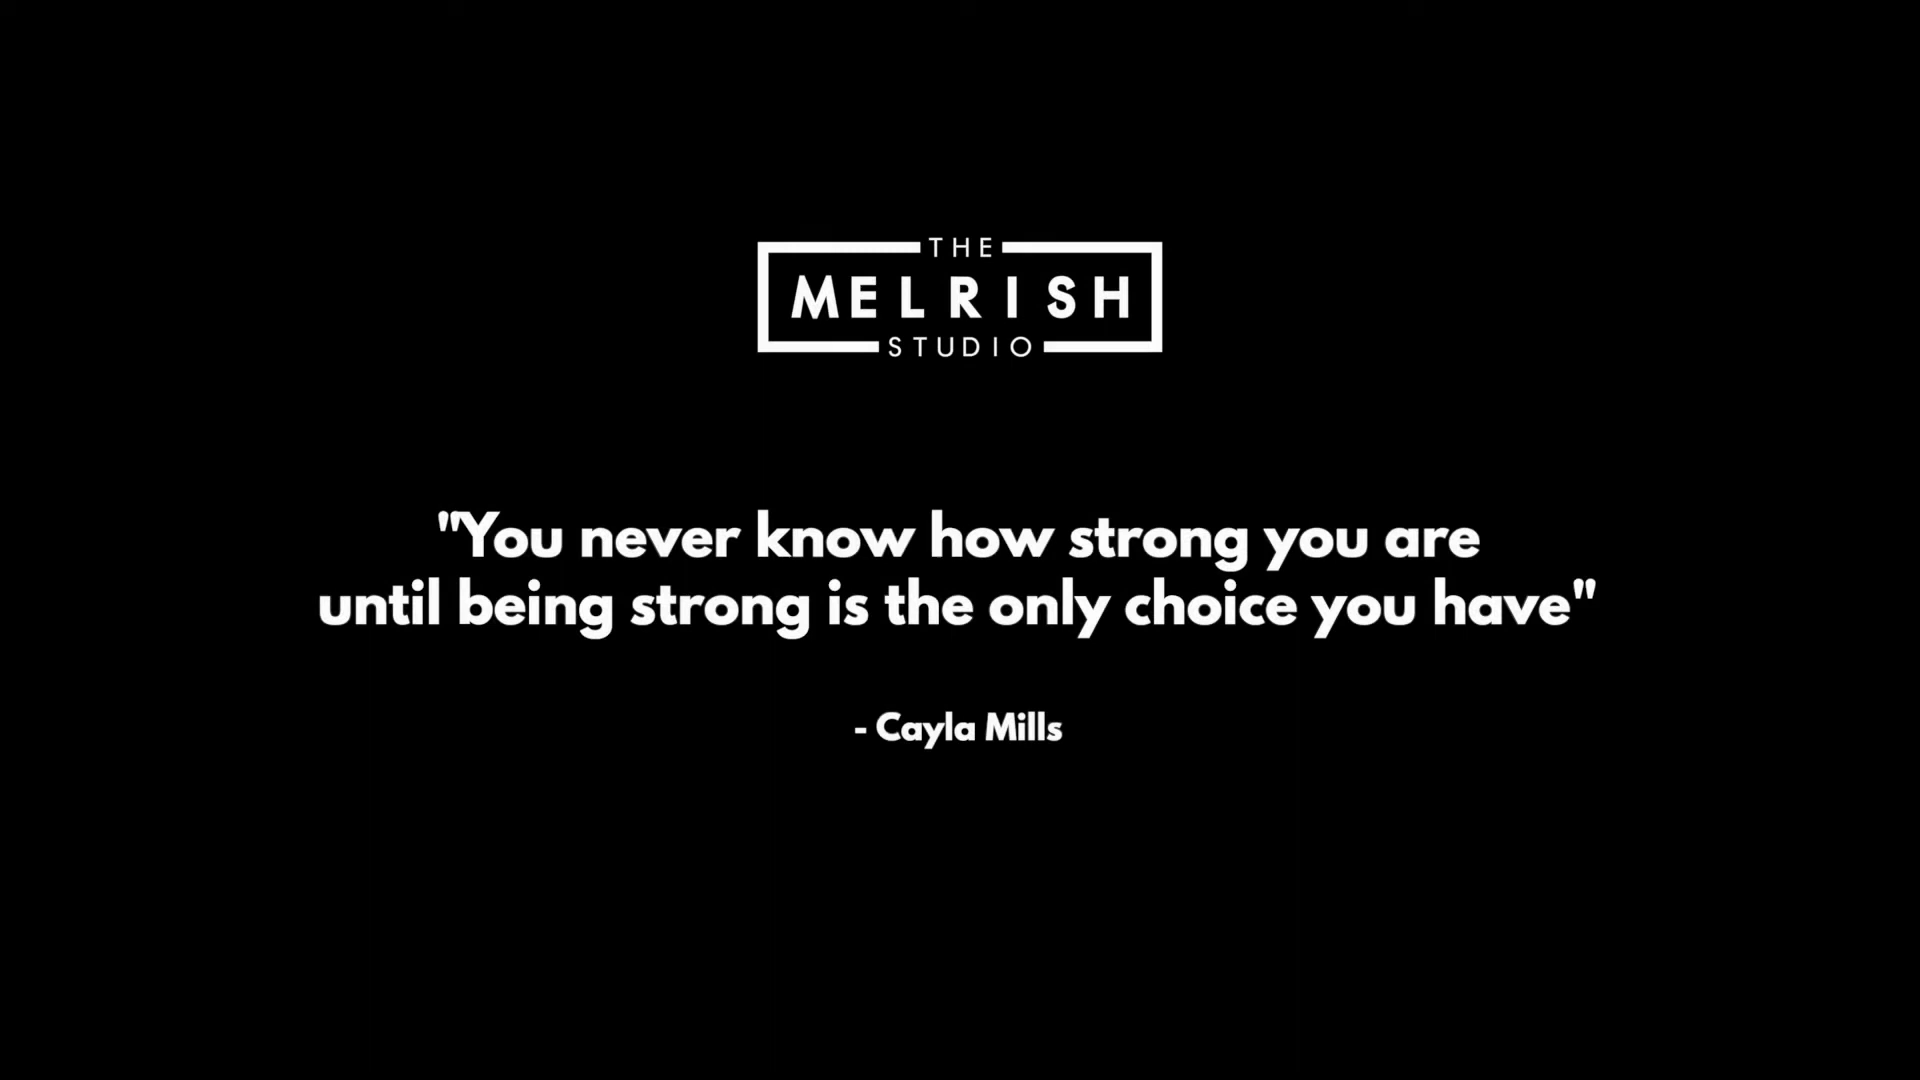 THE
MELRISH
STUDIO
"You never know how strong you are
until being strong is the only choice you have"
- Cayla Mills